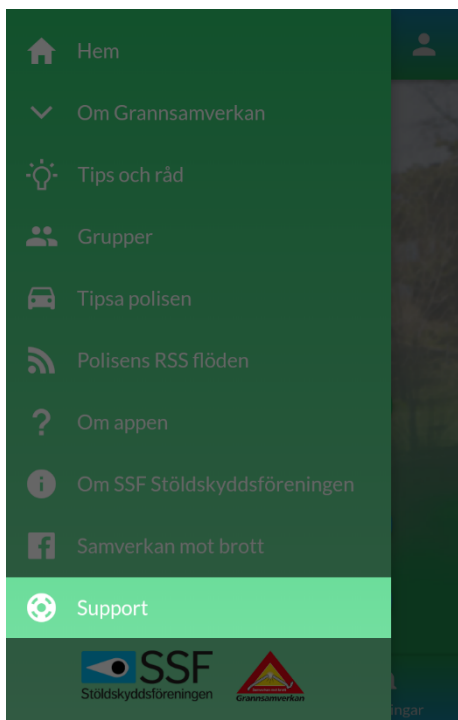 Hem
Om Grannsamverkan
Tips och råd
Grupper
Tipsa polisen
Polisens RSS flöden
Om appen
Om SSF Stöldskyddsföreningen
Samverkan mot brott
Support
SSF
Stöldskyddsföreningen
Grannsamverkan
ingar